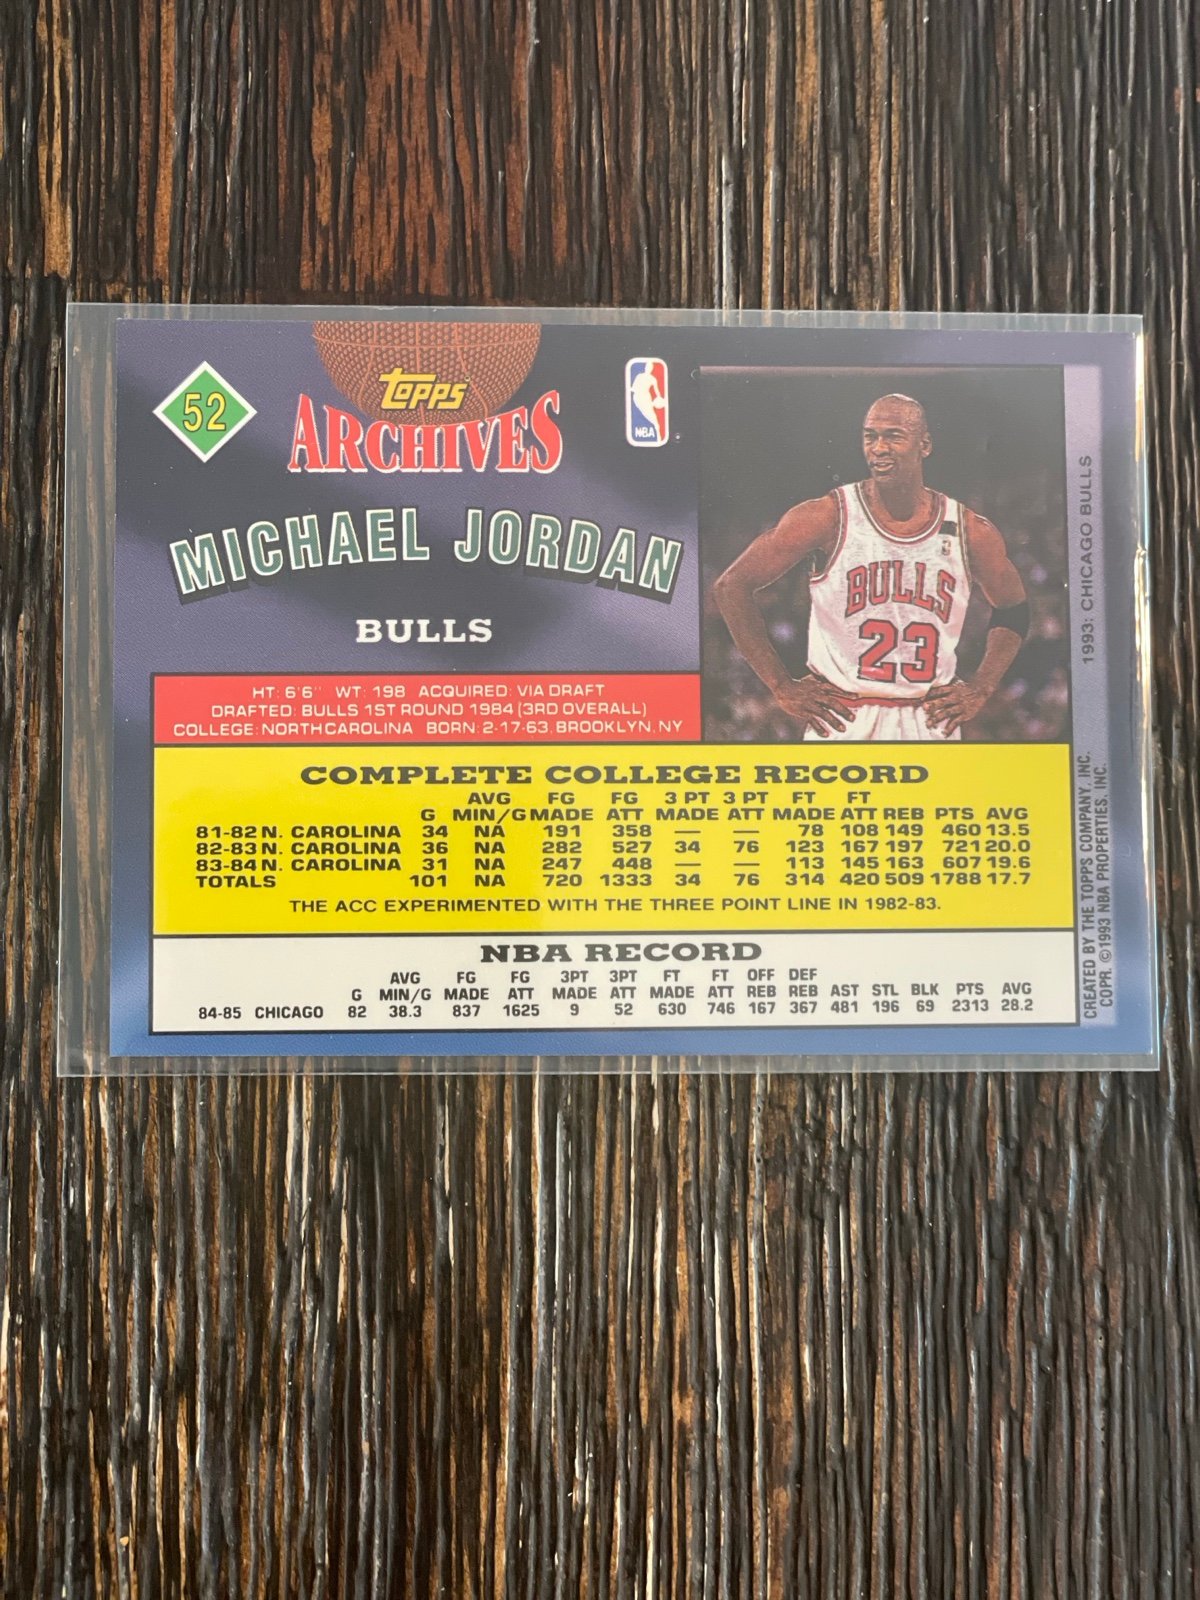 52
TOPPS
ARCHIVES
NBA
MICHAEL JORDAN
BULLS
BULLS
23
1993: CHICAGO BULLS
HT: 6'6" WT: 198 ACQUIRED: VIA DRAFT
DRAFTED: BULLS 1ST ROUND 1984 (3RD OVERALL)
COLLEGE: NORTH CAROLINA BORN: 2-17-63, BROOKLYN, NY
COMPLETE COLLEGE RECORD
AVG FG FG 3 PT 3 PT FT FT
G MIN/G MADE ATT MADE ATT MADE ATT REB PTS AVG
81-82 N. CAROLINA 34 NA 191 358 — — 78 108 149 460 13.5
82-83 N. CAROLINA 36 NA 282 527 34 76 123 167 197 721 20.0
83-84 N. CAROLINA 31 NA 247 448 — — 113 145 163 607 19.6
TOTALS 101 NA 720 1333 34 76 314 420 509 1788 17.7
THE ACC EXPERIMENTED WITH THE THREE POINT LINE IN 1982-83.
NBA RECORD
AVG FG FG 3PT 3PT FT FT OFF DEF
G MIN/G MADE ATT MADE ATT MADE ATT REB REB AST STL BLK PTS AVG
84-85 CHICAGO 82 38.3 837 1625 9 52 630 746 167 367 481 196 69 2313 28.2
CREATED BY THE TOPPS COMPANY, INC.
COPR. ©1993 NBA PROPERTIES, INC.